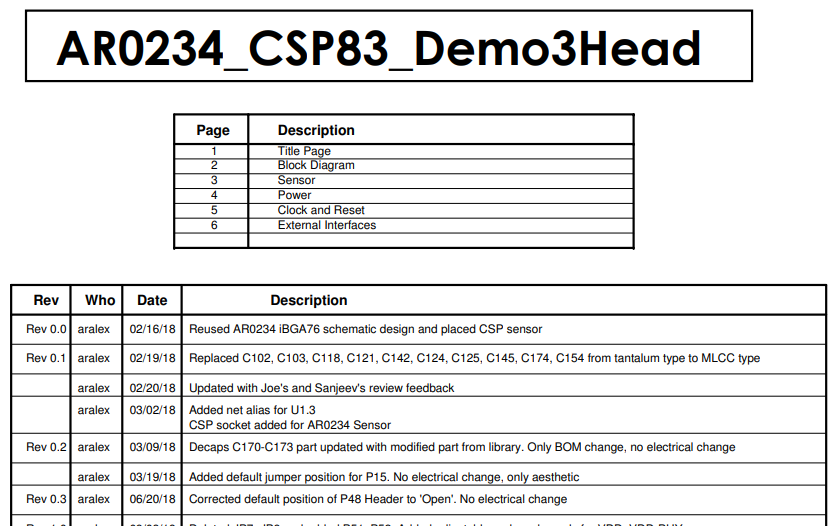 AR0234_CSP83_Demo3Head
Page Description
1 Title Page
2 Block Diagram
3 Sensor
4 Power
5 Clock and Reset
6 External Interfaces
Rev Who Date Description
Rev 0.0 aralex 02/16/18 Reused AR0234 iBGA76 schematic design and placed CSP sensor
Rev 0.1 aralex 02/19/18 Replaced C102, C103, C118, C121, C142, C124, C125, C145, C174, C154 from tantalum type to MLCC type
aralex 02/20/18 Updated with Joe's and Sanjeev's review feedback
aralex 03/02/18 Added net alias for U1.3
CSP socket added for AR0234 Sensor
Rev 0.2 aralex 03/09/18 Decaps C170-C173 part updated with modified part from library. Only BOM change, no electrical change
aralex 03/19/18 Added default jumper position for P15. No electrical change, only aesthetic
Rev 0.3 aralex 06/20/18 Corrected default position of P48 Header to 'Open'. No electrical change